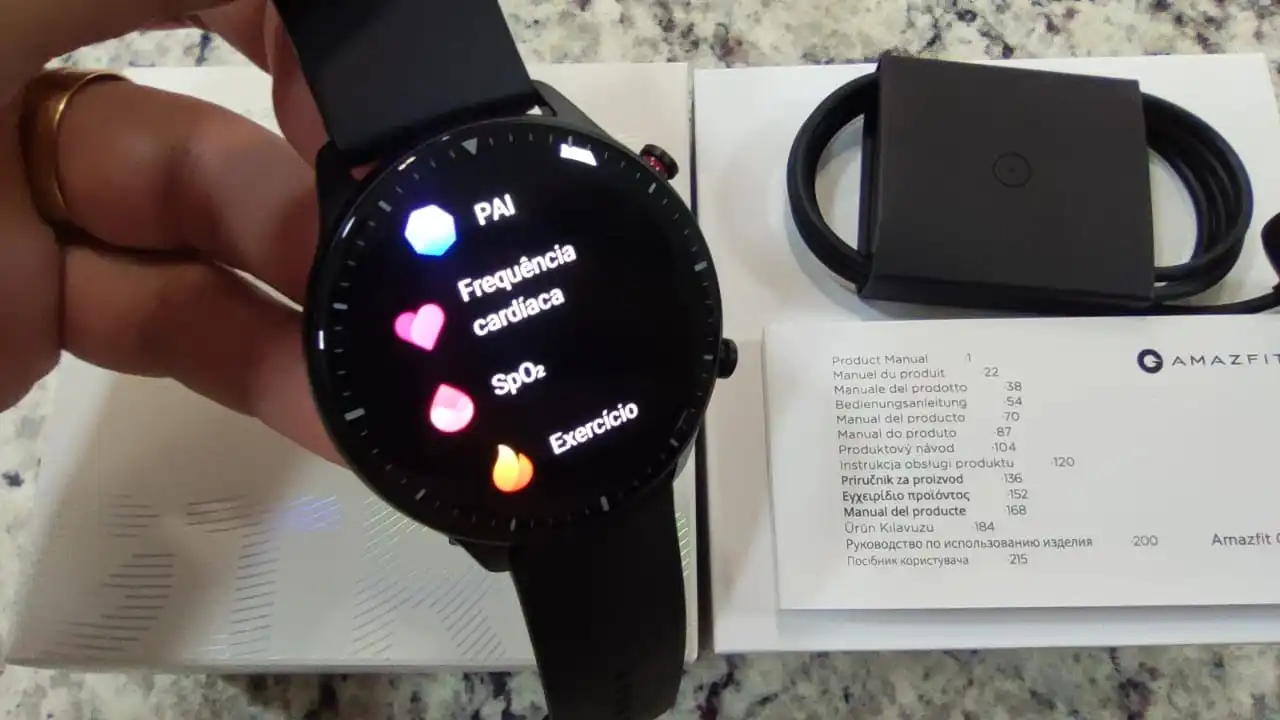 PAI
Frequência
cardíaca
SpO₂
Exercício
AMAZFIT
Product Manual 1
Manuel du produit ·22
Manuale del prodotto ·38
Bedienungsanleitung ·54
Manual del producto ·70
Manual do produto ·87
Produktový návod ·104
Instrukcja obsługi produktu ·120
Priručnik za proizvod ·136
Εγχειρίδιο προϊόντος ·152
Manual del producte ·168
Ürün Kılavuzu 184
Руководство по использованию изделия ·200
Посібник користувача ·215
Amazfit